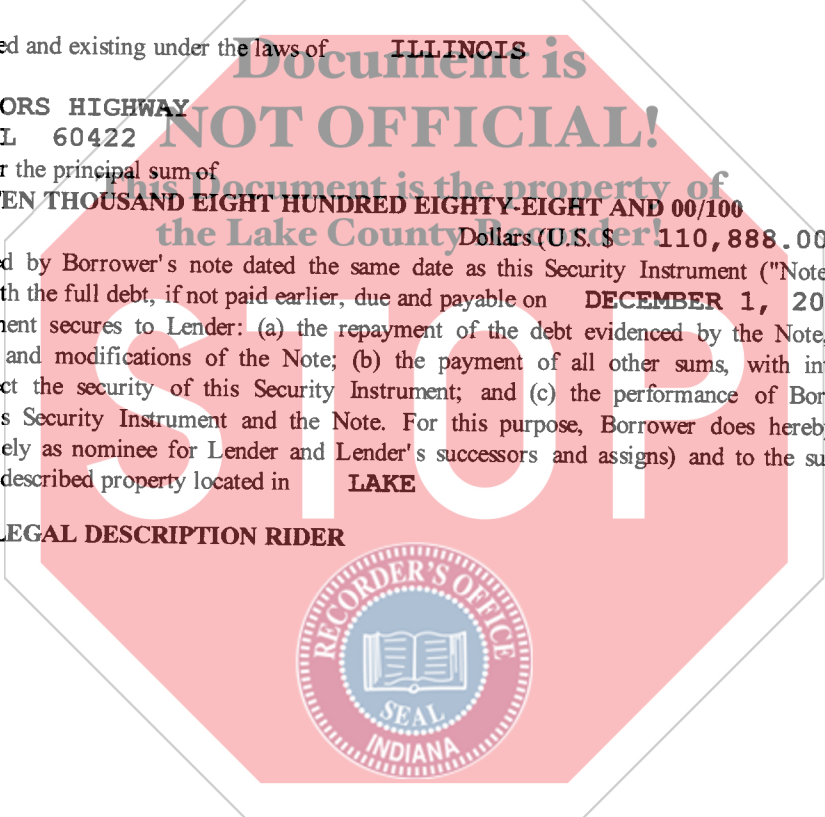 ed and existing under the laws of ILLINOIS
Document is
ORS HIGHWAY
L 60422
NOT OFFICIAL!
r the principal sum of
This Document is the property of
EN THOUSAND EIGHT HUNDRED EIGHTY-EIGHT AND 00/100
the Lake County Recorder!
Dollars (U.S. $ 110,888.00
d by Borrower's note dated the same date as this Security Instrument ("Note
th the full debt, if not paid earlier, due and payable on DECEMBER 1, 20
ment secures to Lender: (a) the repayment of the debt evidenced by the Note,
and modifications of the Note; (b) the payment of all other sums, with in
ct the security of this Security Instrument; and (c) the performance of Bor
s Security Instrument and the Note. For this purpose, Borrower does hereb
ely as nominee for Lender and Lender's successors and assigns) and to the su
described property located in LAKE
STOP
LEGAL DESCRIPTION RIDER
RECORDER'S OFFICE
SEAL
INDIANA